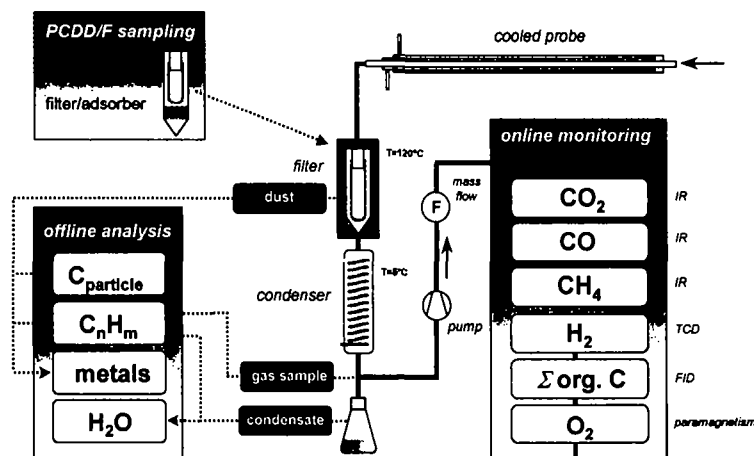 PCDD/F sampling
filter/adsorber
cooled probe
filter
T=120°C
dust
offline analysis
C particle
CnHm
metals
H2O
condenser
T=5°C
gas sample
condensate
mass flow
F
pump
online monitoring
CO2
IR
CO
IR
CH4
IR
H2
TCD
Σ org. C
FID
O2
paramagnetism